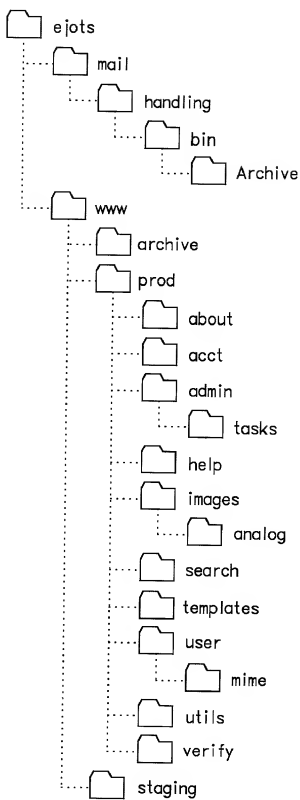 ejots
mail
handling
bin
Archive
www
archive
prod
about
acct
admin
tasks
help
images
analog
search
templates
user
mime
utils
verify
staging